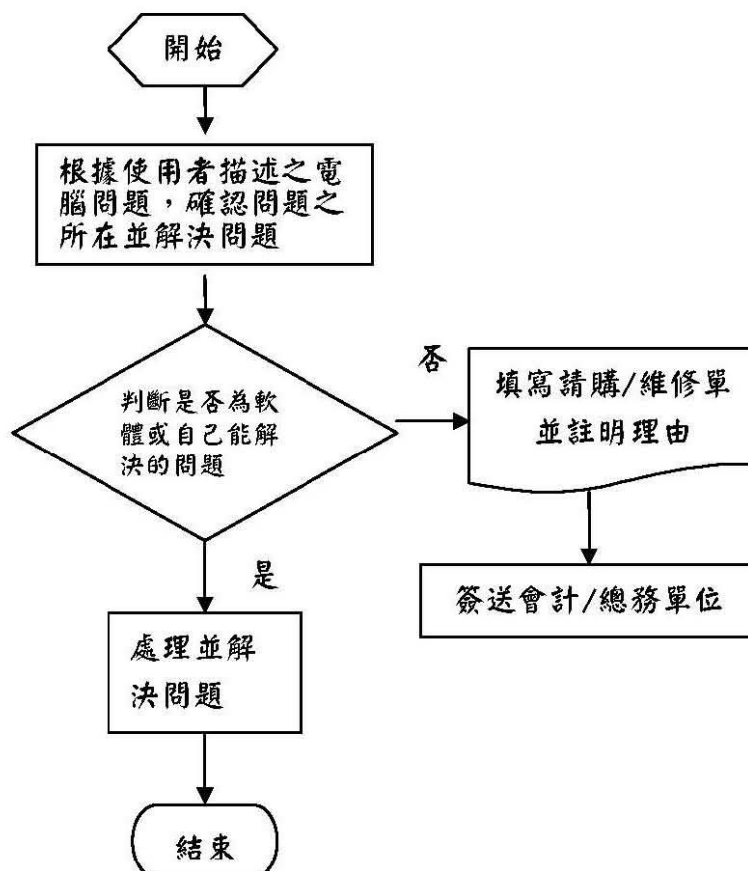 開始
根據使用者描述之電
腦問題，確認問題之
所在並解決問題
判斷是否為軟
體或自己能解
決的問題
否
填寫請購/維修單
並註明理由
簽送會計/總務單位
是
處理並解
決問題
結束